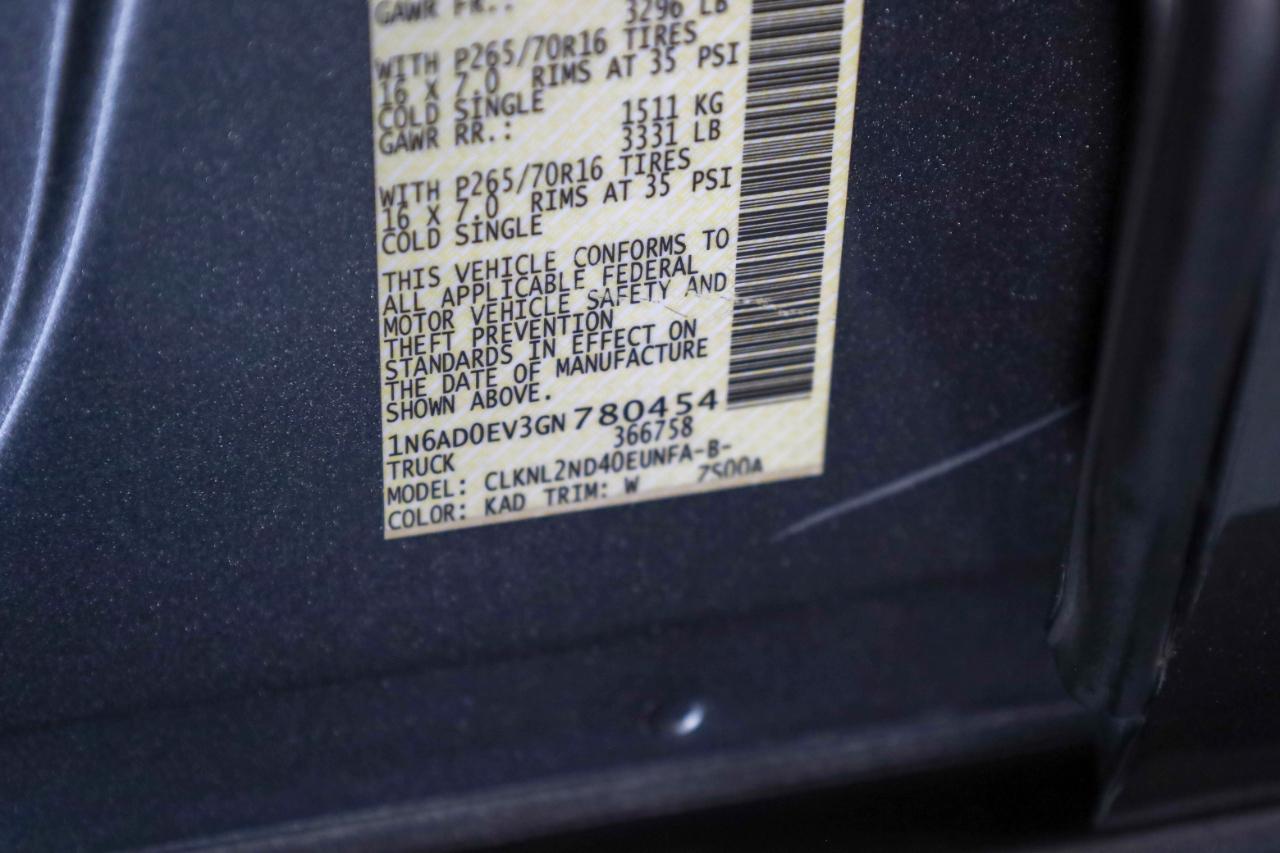 GAWR FR.: 3296 LB
WITH P265/70R16 TIRES
16 X 7.0 RIMS AT 35 PSI
COLD SINGLE 1511 KG
GAWR RR.: 3331 LB
WITH P265/70R16 TIRES
16 X 7.0 RIMS AT 35 PSI
COLD SINGLE
THIS VEHICLE CONFORMS TO
ALL APPLICABLE FEDERAL
MOTOR VEHICLE SAFETY AND
THEFT PREVENTION
STANDARDS IN EFFECT ON
THE DATE OF MANUFACTURE
SHOWN ABOVE.
1N6AD0EV3GN780454
TRUCK 366758
MODEL: CLKNL2ND40EUNFA-B-
COLOR: KAD TRIM: W ZS00A